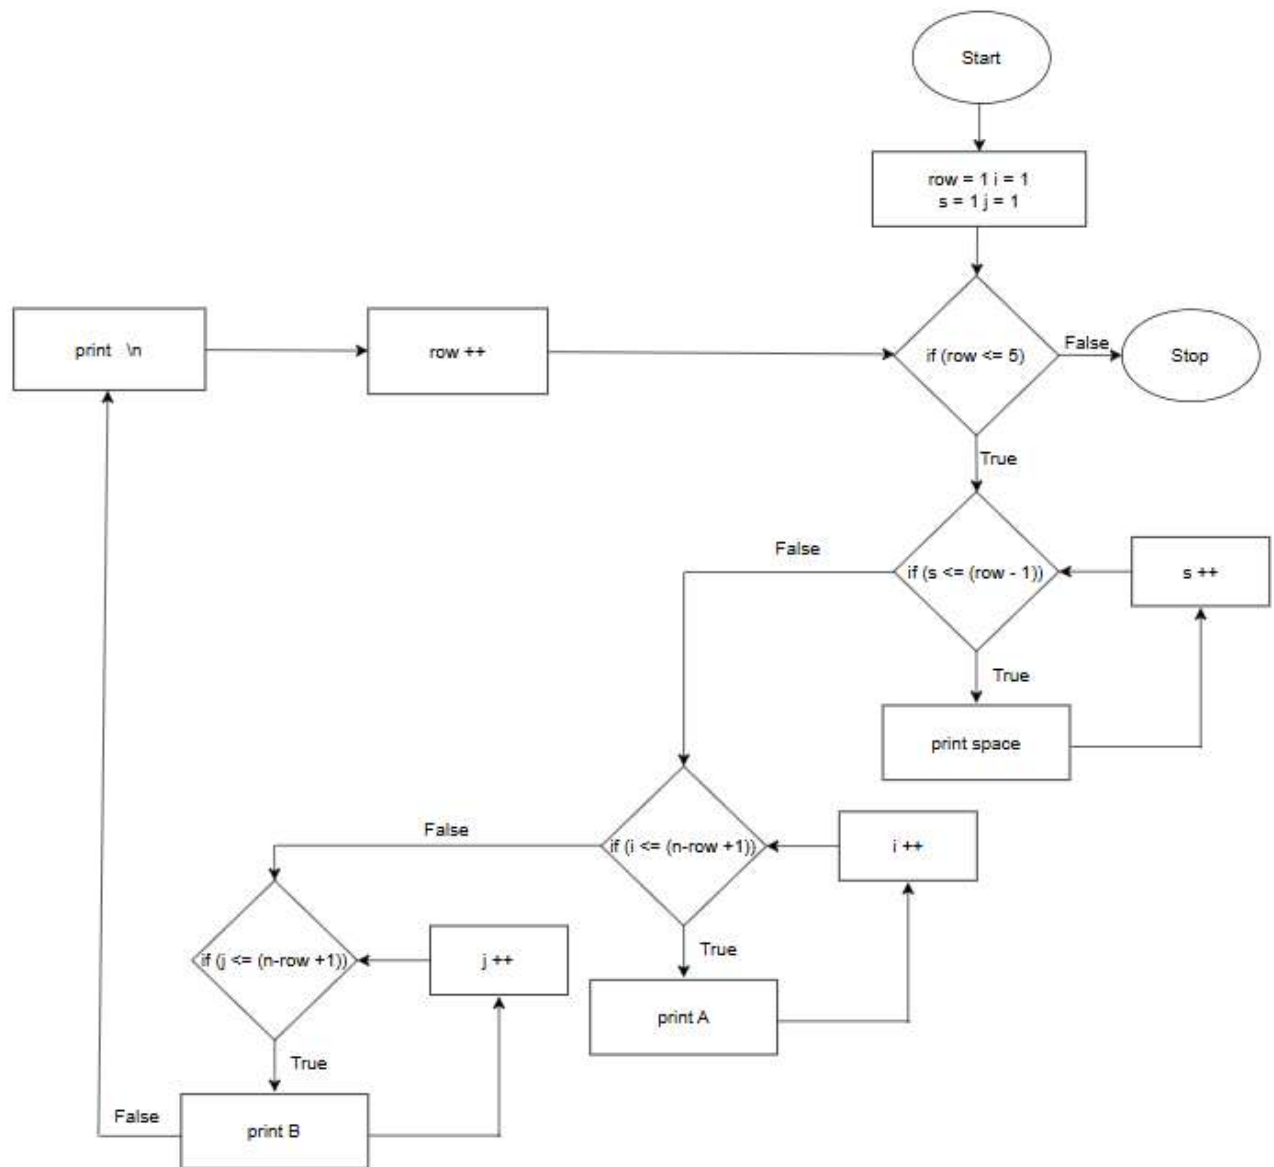 Start
row = 1 i = 1
s = 1 j = 1
print \n
row ++
if (row <= 5)
False
Stop
True
False
if (s <= (row - 1))
s ++
True
print space
False
if (i <= (n-row +1))
i ++
if (j <= (n-row +1))
j ++
True
print A
True
False
print B